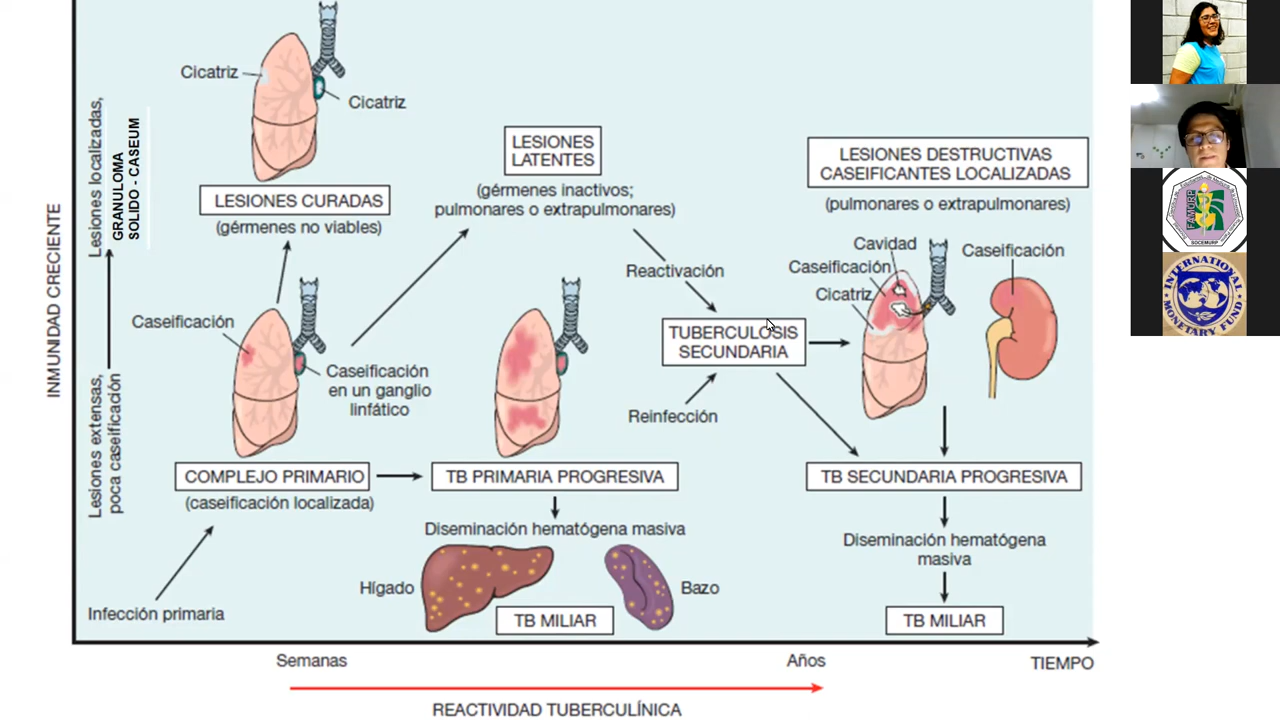 Cicatriz
Cicatriz
LESIONES CURADAS
(gérmenes no viables)
LESIONES
LATENTES
(gérmenes inactivos;
pulmonares o extrapulmonares)
LESIONES DESTRUCTIVAS
CASEIFICANTES LOCALIZADAS
(pulmonares o extrapulmonares)
Reactivación
Cavidad
Caseificación
Cicatriz
Caseificación
TUBERCULOSIS
SECUNDARIA
Reinfección
Caseificación
Caseificación
en un ganglio
linfático
COMPLEJO PRIMARIO
(caseificación localizada)
TB PRIMARIA PROGRESIVA
Diseminación hematógena masiva
Hígado
Bazo
TB MILIAR
TB SECUNDARIA PROGRESIVA
Diseminación hematógena
masiva
TB MILIAR
Infección primaria
INMUNIDAD CRECIENTE
Lesiones localizadas,
GRANULOMA
SOLIDO - CASEUM
Lesiones extensas,
poca caseificación
Semanas
Años
TIEMPO
REACTIVIDAD TUBERCULÍNICA
FAMURP
SOCEMURP
INTERNATIONAL
MONETARY FUND